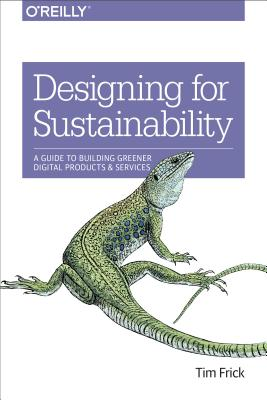 O'REILLY®
Designing for
Sustainability
A GUIDE TO BUILDING GREENER
DIGITAL PRODUCTS & SERVICES
Tim Frick